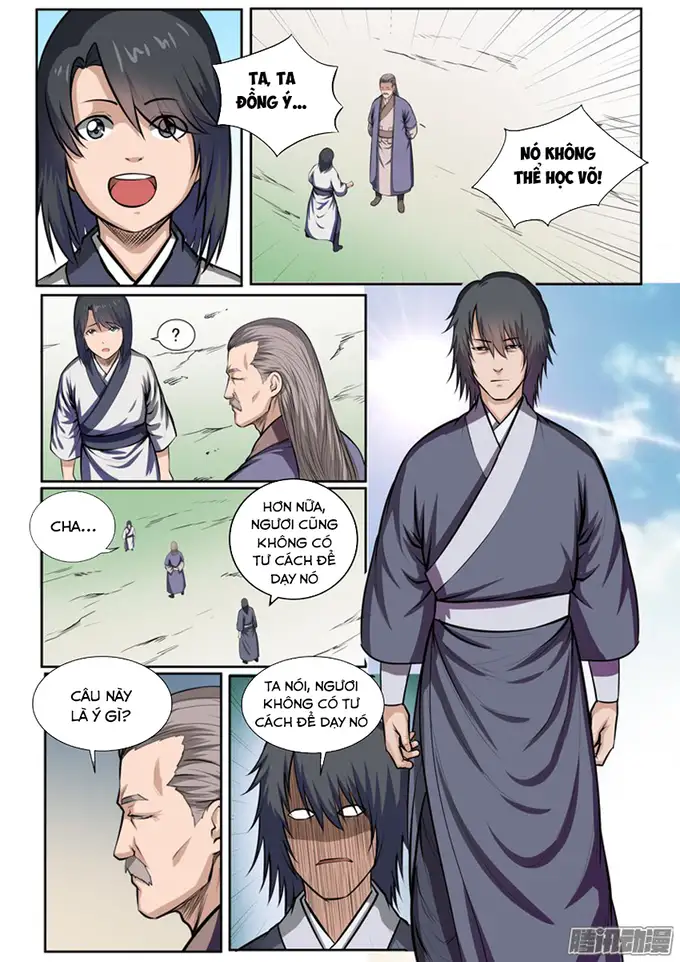 TA, TA
ĐỒNG Ý...
NÓ KHÔNG
THỂ HỌC VÕ!
?
CHA...
HƠN NỮA,
NGƯƠI CŨNG
KHÔNG CÓ
TƯ CÁCH ĐỂ
DẠY NÓ
CÂU NÀY
LÀ Ý GÌ?
TA NÓI, NGƯƠI
KHÔNG CÓ TƯ
CÁCH ĐỂ DẠY NÓ
腾讯动漫